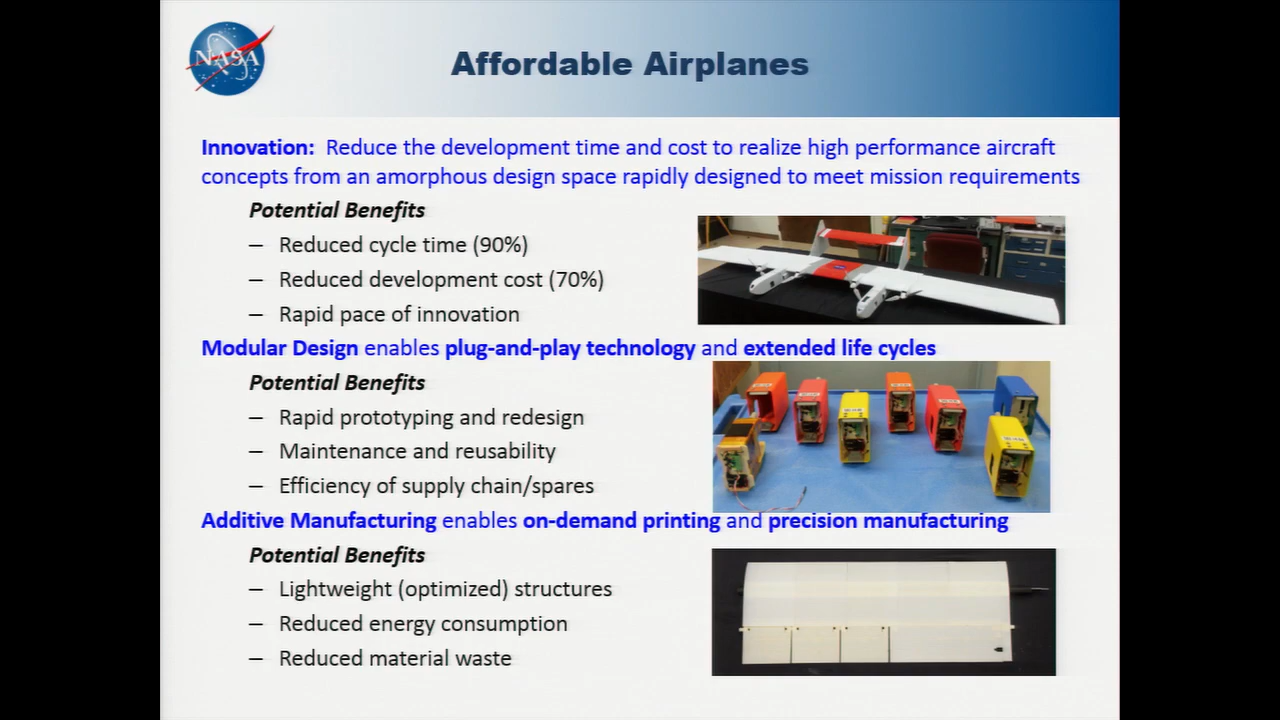 NASA
Affordable Airplanes
Innovation: Reduce the development time and cost to realize high performance aircraft
concepts from an amorphous design space rapidly designed to meet mission requirements
Potential Benefits
– Reduced cycle time (90%)
– Reduced development cost (70%)
– Rapid pace of innovation
Modular Design enables plug-and-play technology and extended life cycles
Potential Benefits
– Rapid prototyping and redesign
– Maintenance and reusability
– Efficiency of supply chain/spares
Additive Manufacturing enables on-demand printing and precision manufacturing
Potential Benefits
– Lightweight (optimized) structures
– Reduced energy consumption
– Reduced material waste